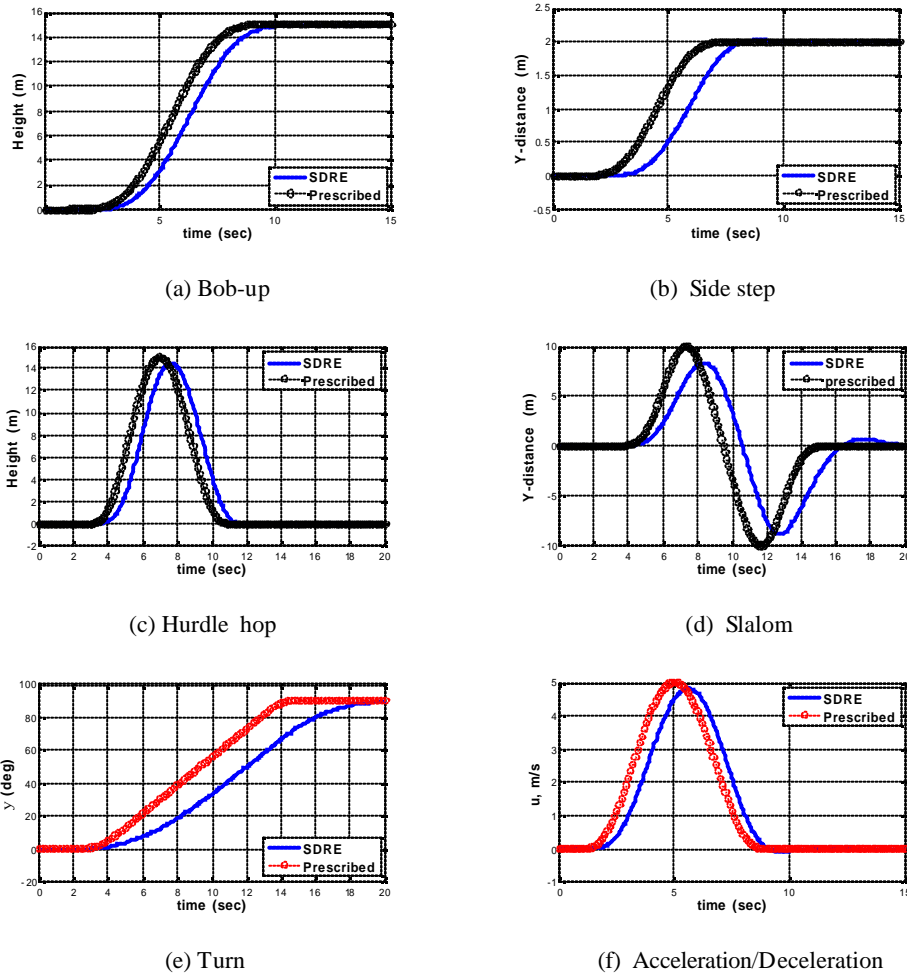 16
14
12
10
8
6
4
2
0
Height (m)
SDRE
Prescribed
5 10 15
time (sec)
(a) Bob-up
2.5
2
1.5
1
0.5
0
-0.5
Y-distance (m)
SDRE
Prescribed
0 5 10 15
time (sec)
(b) Side step
16
14
12
10
8
6
4
2
0
-2
Height (m)
SDRE
Prescribed
0 2 4 6 8 10 12 14 16 18 20
time (sec)
(c) Hurdle hop
10
5
0
-5
-10
Y-distance (m)
SDRE
prescribed
0 2 4 6 8 10 12 14 16 18 20
time (sec)
(d) Slalom
100
80
60
40
20
0
-20
y (deg)
SDRE
Prescribed
0 2 4 6 8 10 12 14 16 18 20
time (sec)
(e) Turn
5
4
3
2
1
0
-1
u, m/s
SDRE
Prescribed
0 5 10 15
time (sec)
(f) Acceleration/Deceleration